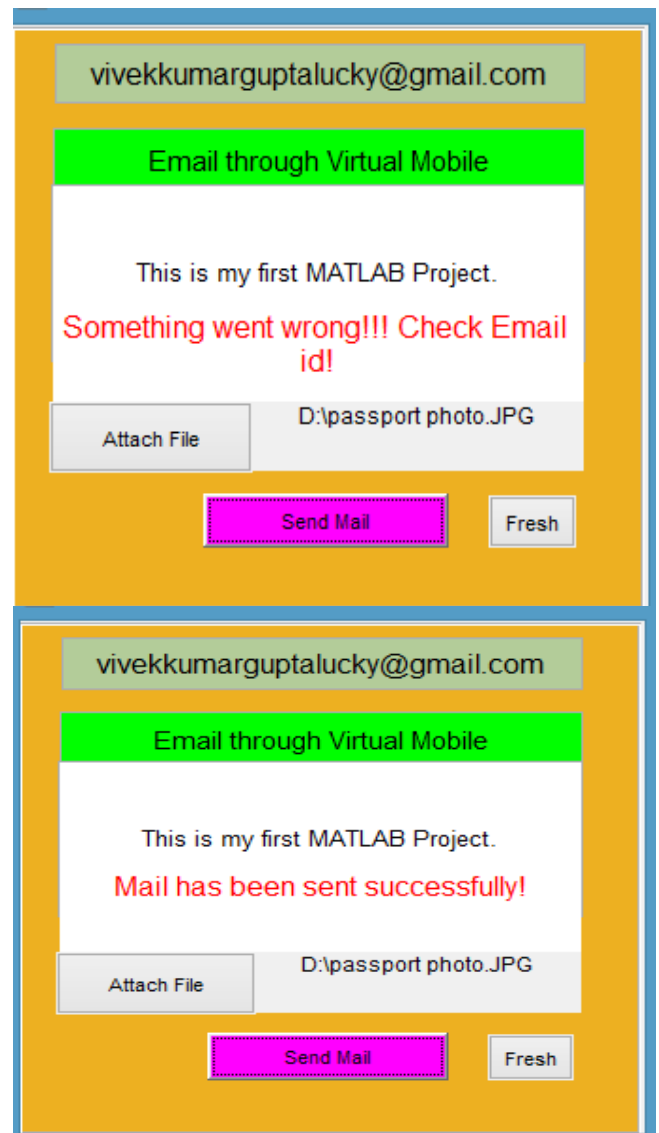 vivekkumarguptalucky@gmail.com
Email through Virtual Mobile
This is my first MATLAB Project.
Something went wrong!!! Check Email
id!
D:\passport photo.JPG
Attach File
Send Mail
Fresh
vivekkumarguptalucky@gmail.com
Email through Virtual Mobile
This is my first MATLAB Project.
Mail has been sent successfully!
D:\passport photo.JPG
Attach File
Send Mail
Fresh